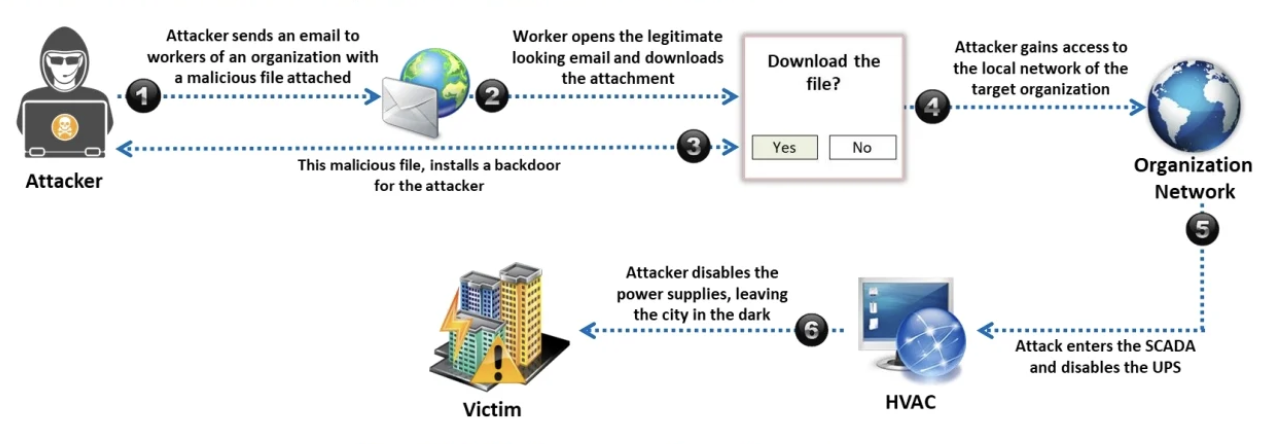 Attacker sends an email to
workers of an organization with
a malicious file attached
1
Attacker
2
Worker opens the legitimate
looking email and downloads
the attachment
3
This malicious file, installs a backdoor
for the attacker
Download the
file?
Yes
No
4
Attacker gains access to
the local network of the
target organization
Organization
Network
5
Attack enters the SCADA
and disables the UPS
HVAC
6
Attacker disables the
power supplies, leaving
the city in the dark
Victim